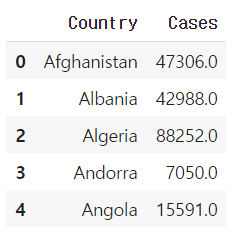 Country Cases
0 Afghanistan 47306.0
1 Albania 42988.0
2 Algeria 88252.0
3 Andorra 7050.0
4 Angola 15591.0